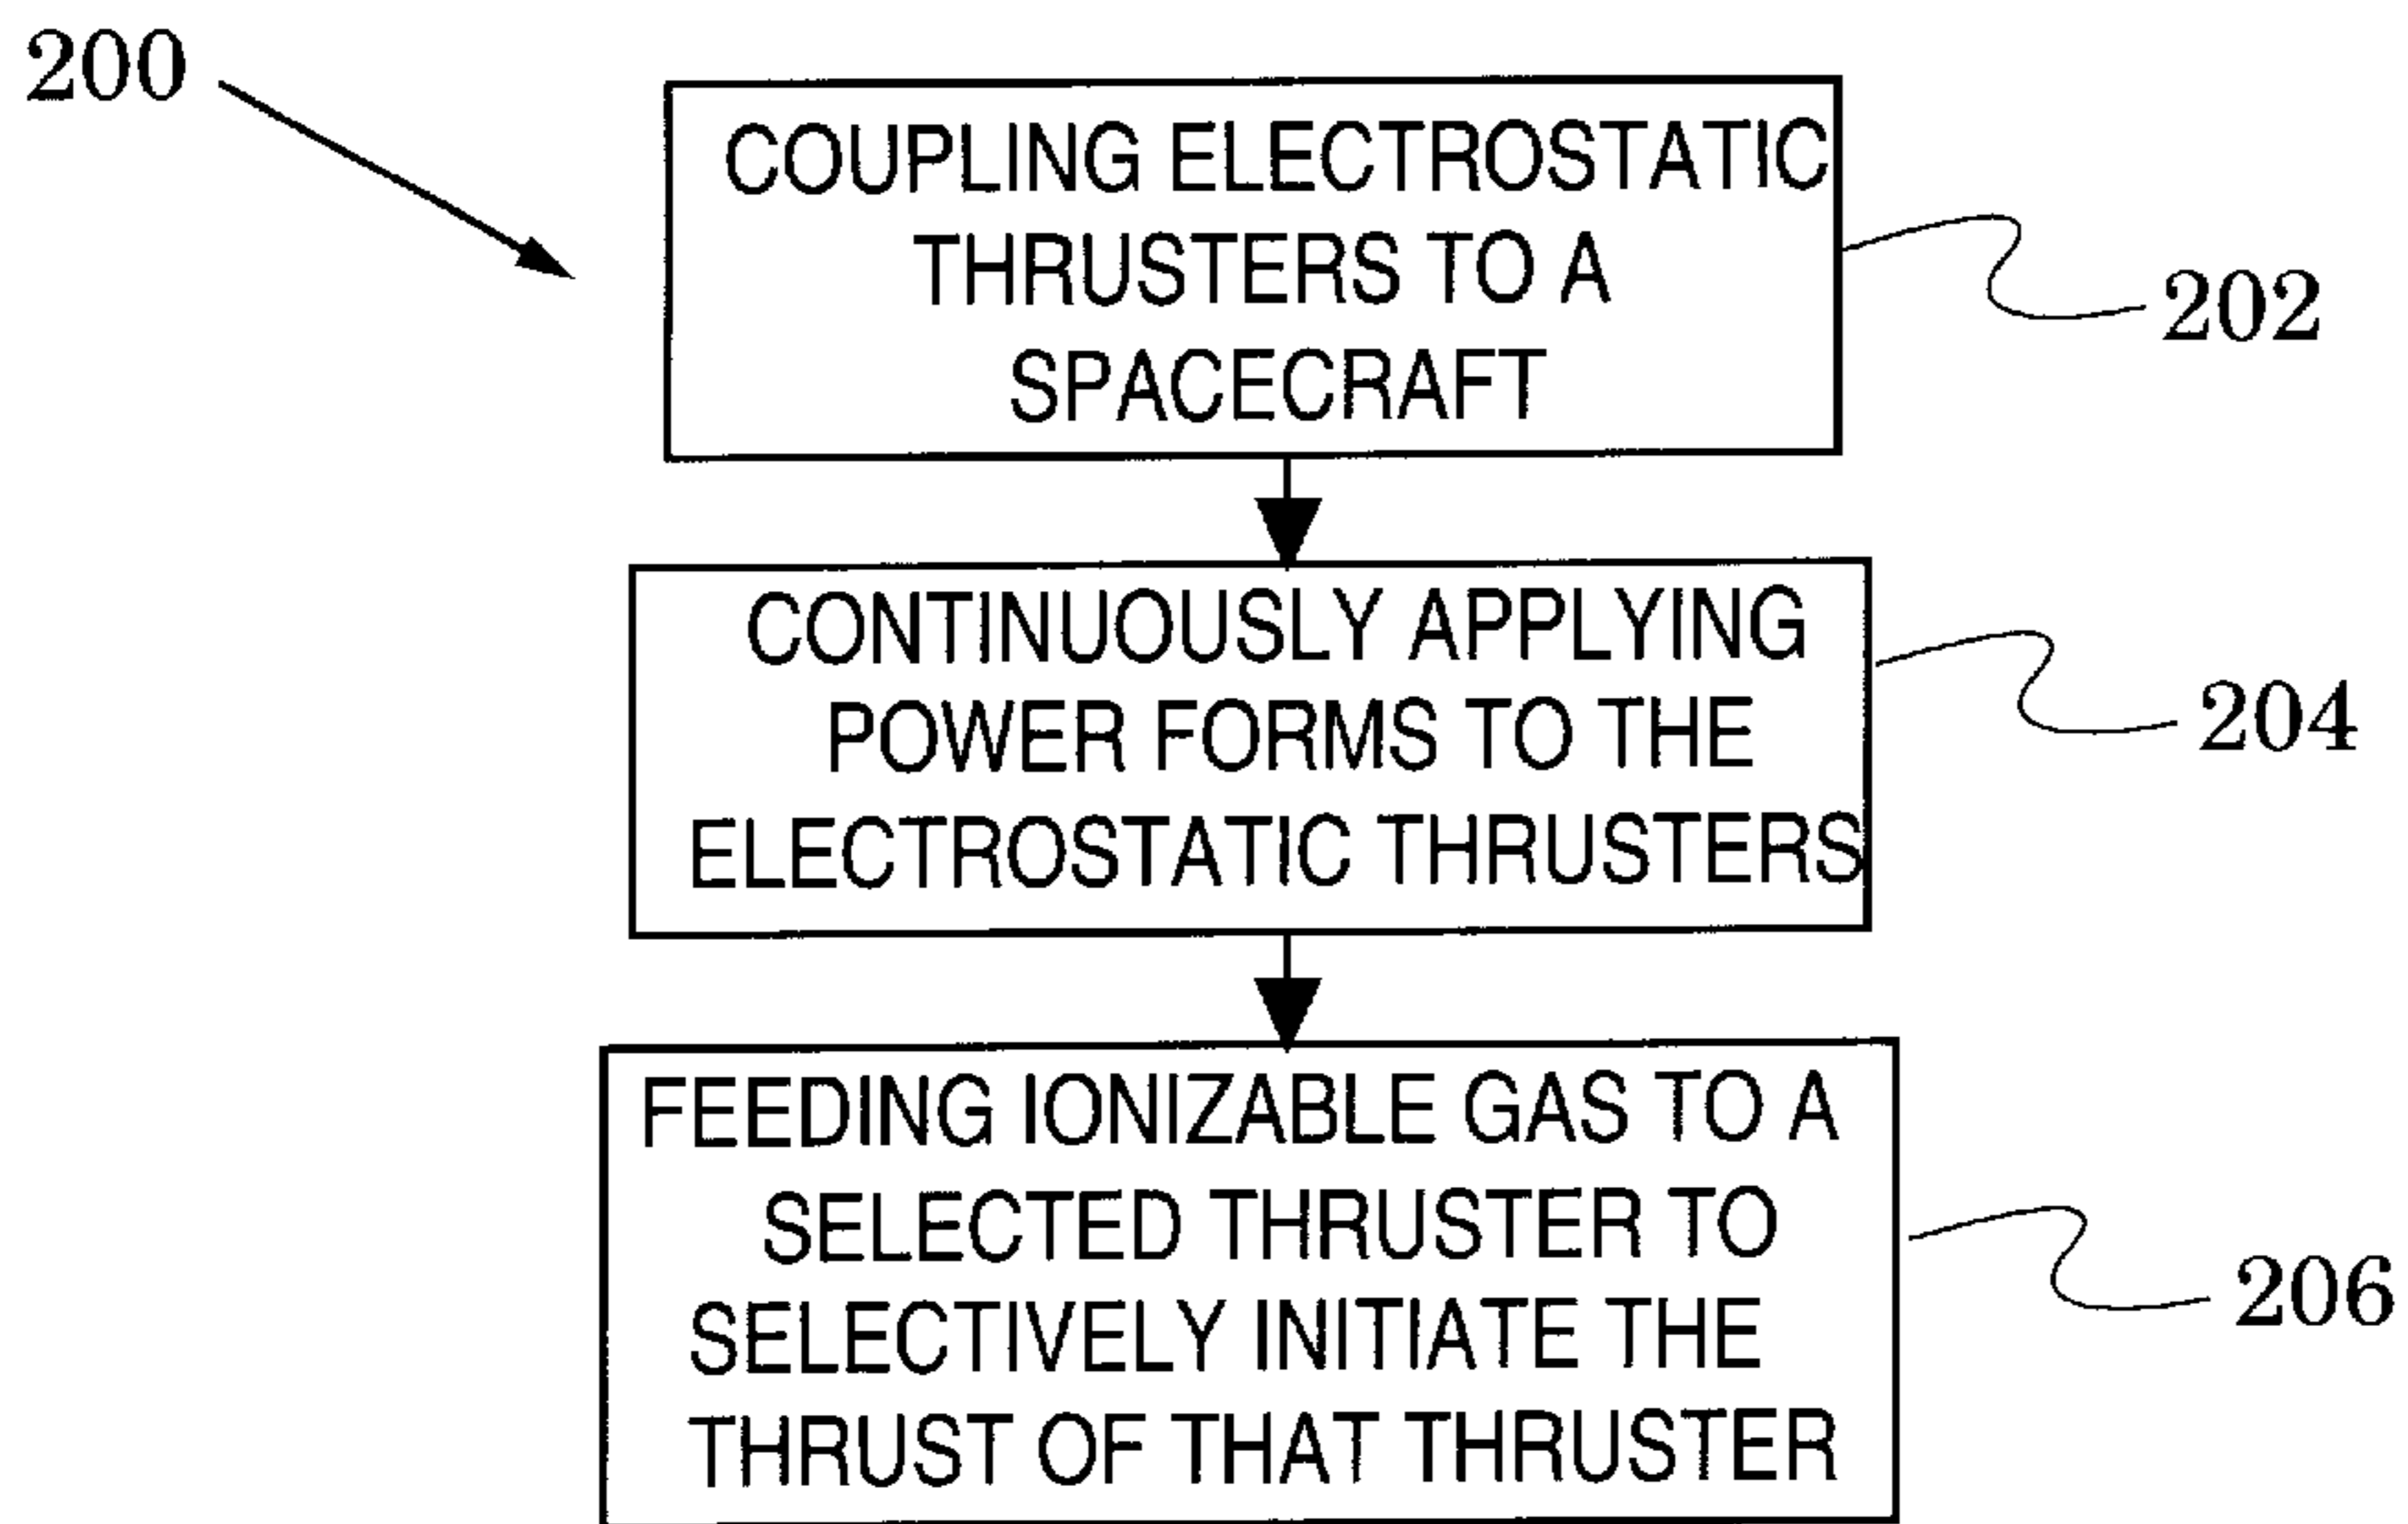 200
COUPLING ELECTROSTATIC
THRUSTERS TO A
SPACECRAFT
202
CONTINUOUSLY APPLYING
POWER FORMS TO THE
ELECTROSTATIC THRUSTERS
204
FEEDING IONIZABLE GAS TO A
SELECTED THRUSTER TO
SELECTIVELY INITIATE THE
THRUST OF THAT THRUSTER
206